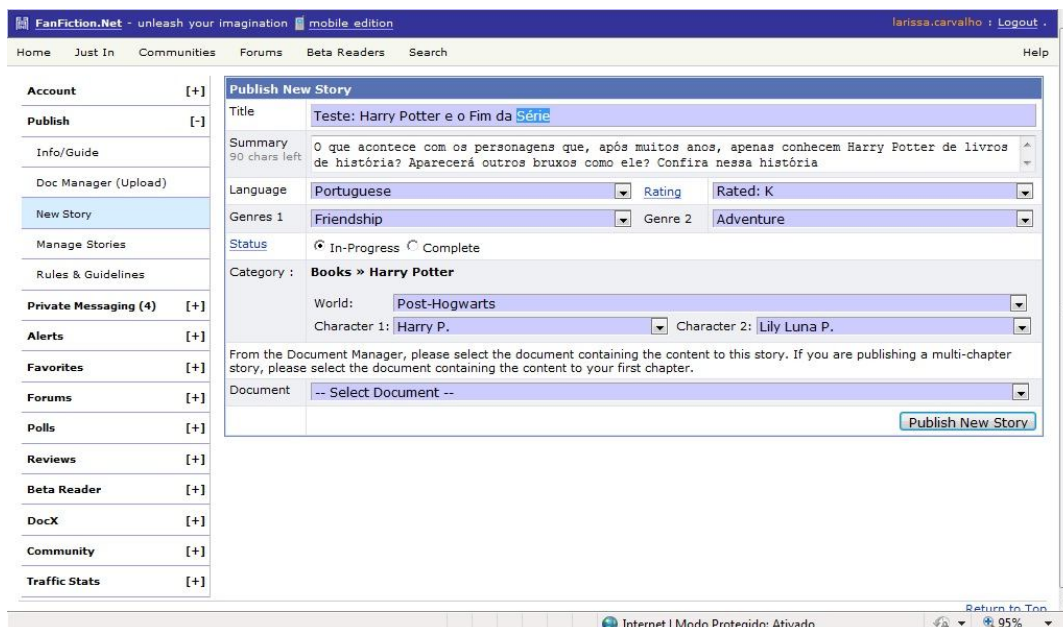 FanFiction.Net - unleash your imagination mobile edition larissa.carvalho : Logout .
Home Just In Communities Forums Beta Readers Search Help
Account [+]
Publish [-]
Info/Guide
Doc Manager (Upload)
New Story
Manage Stories
Rules & Guidelines
Private Messaging (4) [+]
Alerts [+]
Favorites [+]
Forums [+]
Polls [+]
Reviews [+]
Beta Reader [+]
DocX [+]
Community [+]
Traffic Stats [+]
Publish New Story
Title Teste: Harry Potter e o Fim da Série
Summary
90 chars left
O que acontece com os personagens que, após muitos anos, apenas conhecem Harry Potter de livros
de história? Aparecerá outros bruxos como ele? Confira nessa história
Language Portuguese Rating Rated: K
Genres 1 Friendship Genre 2 Adventure
Status In-Progress Complete
Category : Books » Harry Potter
World: Post-Hogwarts
Character 1: Harry P. Character 2: Lily Luna P.
From the Document Manager, please select the document containing the content to this story. If you are publishing a multi-chapter
story, please select the document containing the content to your first chapter.
Document -- Select Document --
Publish New Story
Return to Top
Internet | Modo Protegido: Ativado 95%